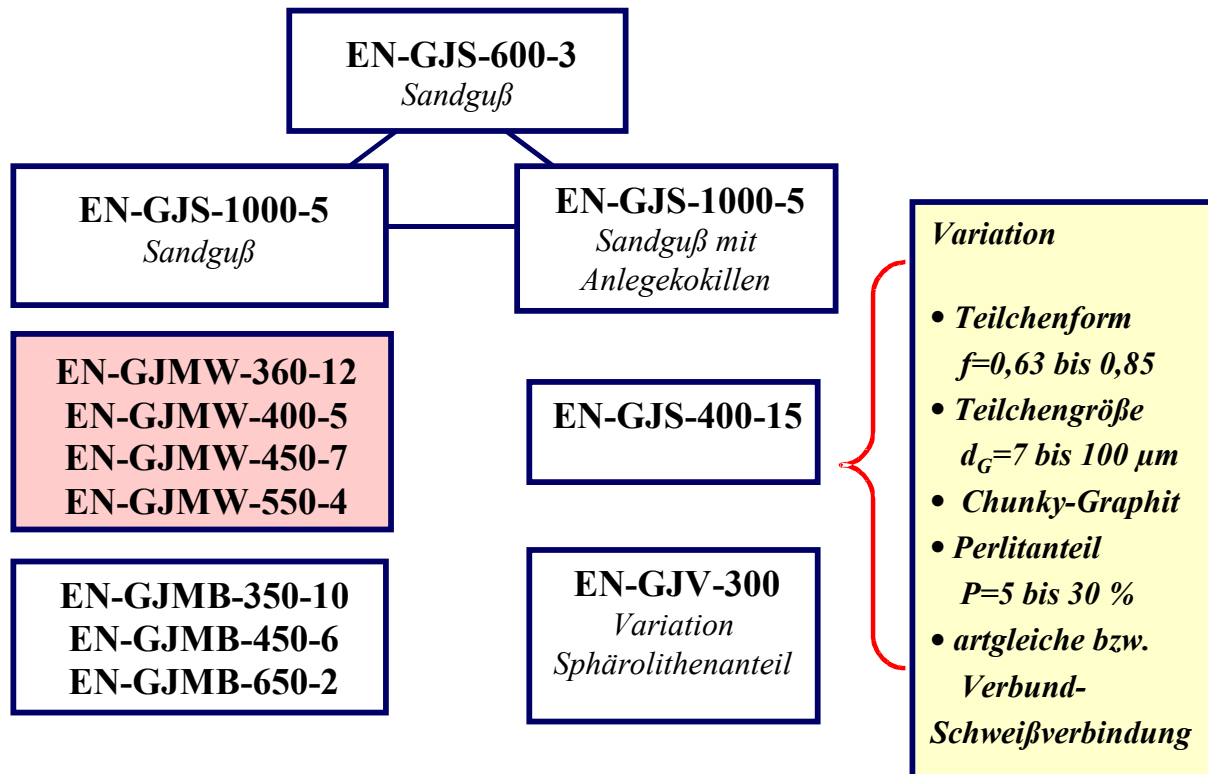 EN-GJS-600-3
Sandguß
EN-GJS-1000-5
Sandguß
EN-GJS-1000-5
Sandguß mit
Anlegekokillen
EN-GJMW-360-12
EN-GJMW-400-5
EN-GJMW-450-7
EN-GJMW-550-4
EN-GJS-400-15
EN-GJMB-350-10
EN-GJMB-450-6
EN-GJMB-650-2
EN-GJV-300
Variation
Sphärolithenanteil
Variation
• Teilchenform
f=0,63 bis 0,85
• Teilchengröße
d_G=7 bis 100 µm
• Chunky-Graphit
• Perlitanteil
P=5 bis 30 %
• artgleiche bzw.
Verbund-
Schweißverbindung